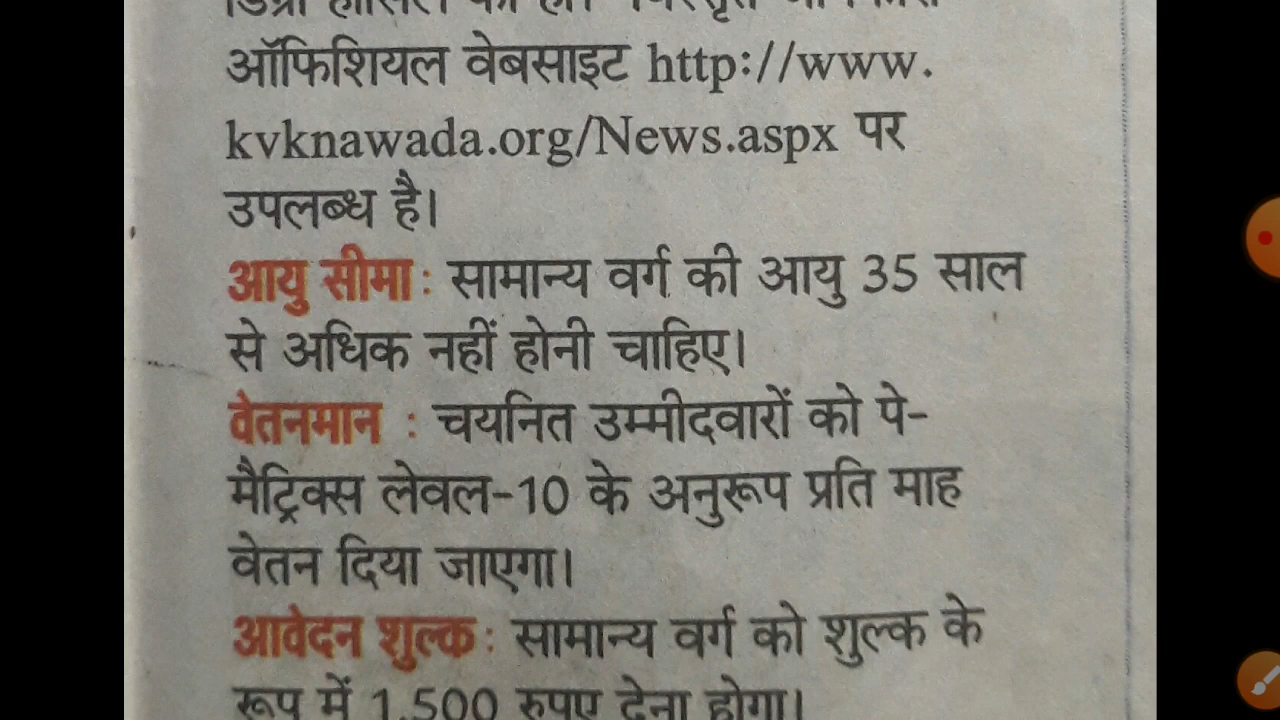 ऑफिशियल वेबसाइट http://www.
kvknawada.org/News.aspx पर
उपलब्ध है।
आयु सीमा: सामान्य वर्ग की आयु 35 साल
से अधिक नहीं होनी चाहिए।
वेतनमान : चयनित उम्मीदवारों को पे-
मैट्रिक्स लेवल-10 के अनुरूप प्रति माह
वेतन दिया जाएगा।
आवेदन शुल्क: सामान्य वर्ग को शुल्क के
रूप में 1,500 रुपए देना होगा।